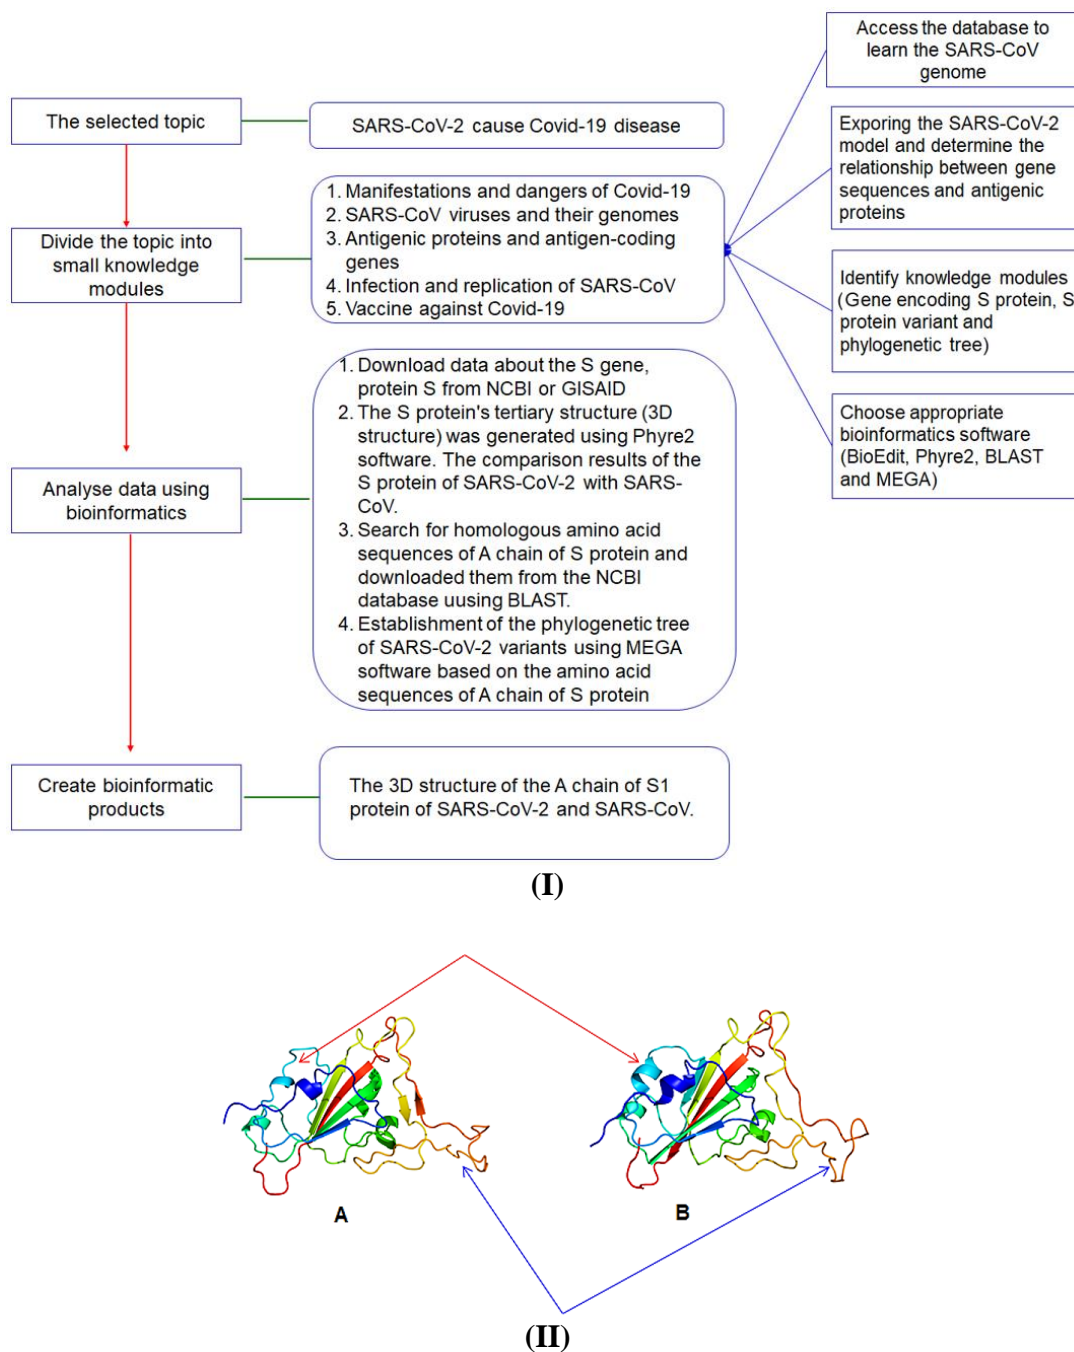 The selected topic
SARS-CoV-2 cause Covid-19 disease
Divide the topic into
small knowledge
modules
1. Manifestations and dangers of Covid-19
2. SARS-CoV viruses and their genomes
3. Antigenic proteins and antigen-coding
genes
4. Infection and replication of SARS-CoV
5. Vaccine against Covid-19
Access the database to
learn the SARS-CoV
genome
Exporing the SARS-CoV-2
model and determine the
relationship between gene
sequences and antigenic
proteins
Identify knowledge modules
(Gene encoding S protein, S
protein variant and
phylogenetic tree)
Choose appropriate
bioinformatics software
(BioEdit, Phyre2, BLAST
and MEGA)
Analyse data using
bioinformatics
1. Download data about the S gene,
protein S from NCBI or GISAID
2. The S protein's tertiary structure (3D
structure) was generated using Phyre2
software. The comparison results of the
S protein of SARS-CoV-2 with SARS-
CoV.
3. Search for homologous amino acid
sequences of A chain of S protein and
downloaded them from the NCBI
database uusing BLAST.
4. Establishment of the phylogenetic tree
of SARS-CoV-2 variants using MEGA
software based on the amino acid
sequences of A chain of S protein
Create bioinformatic
products
The 3D structure of the A chain of S1
protein of SARS-CoV-2 and SARS-CoV.
(I)
A
B
(II)